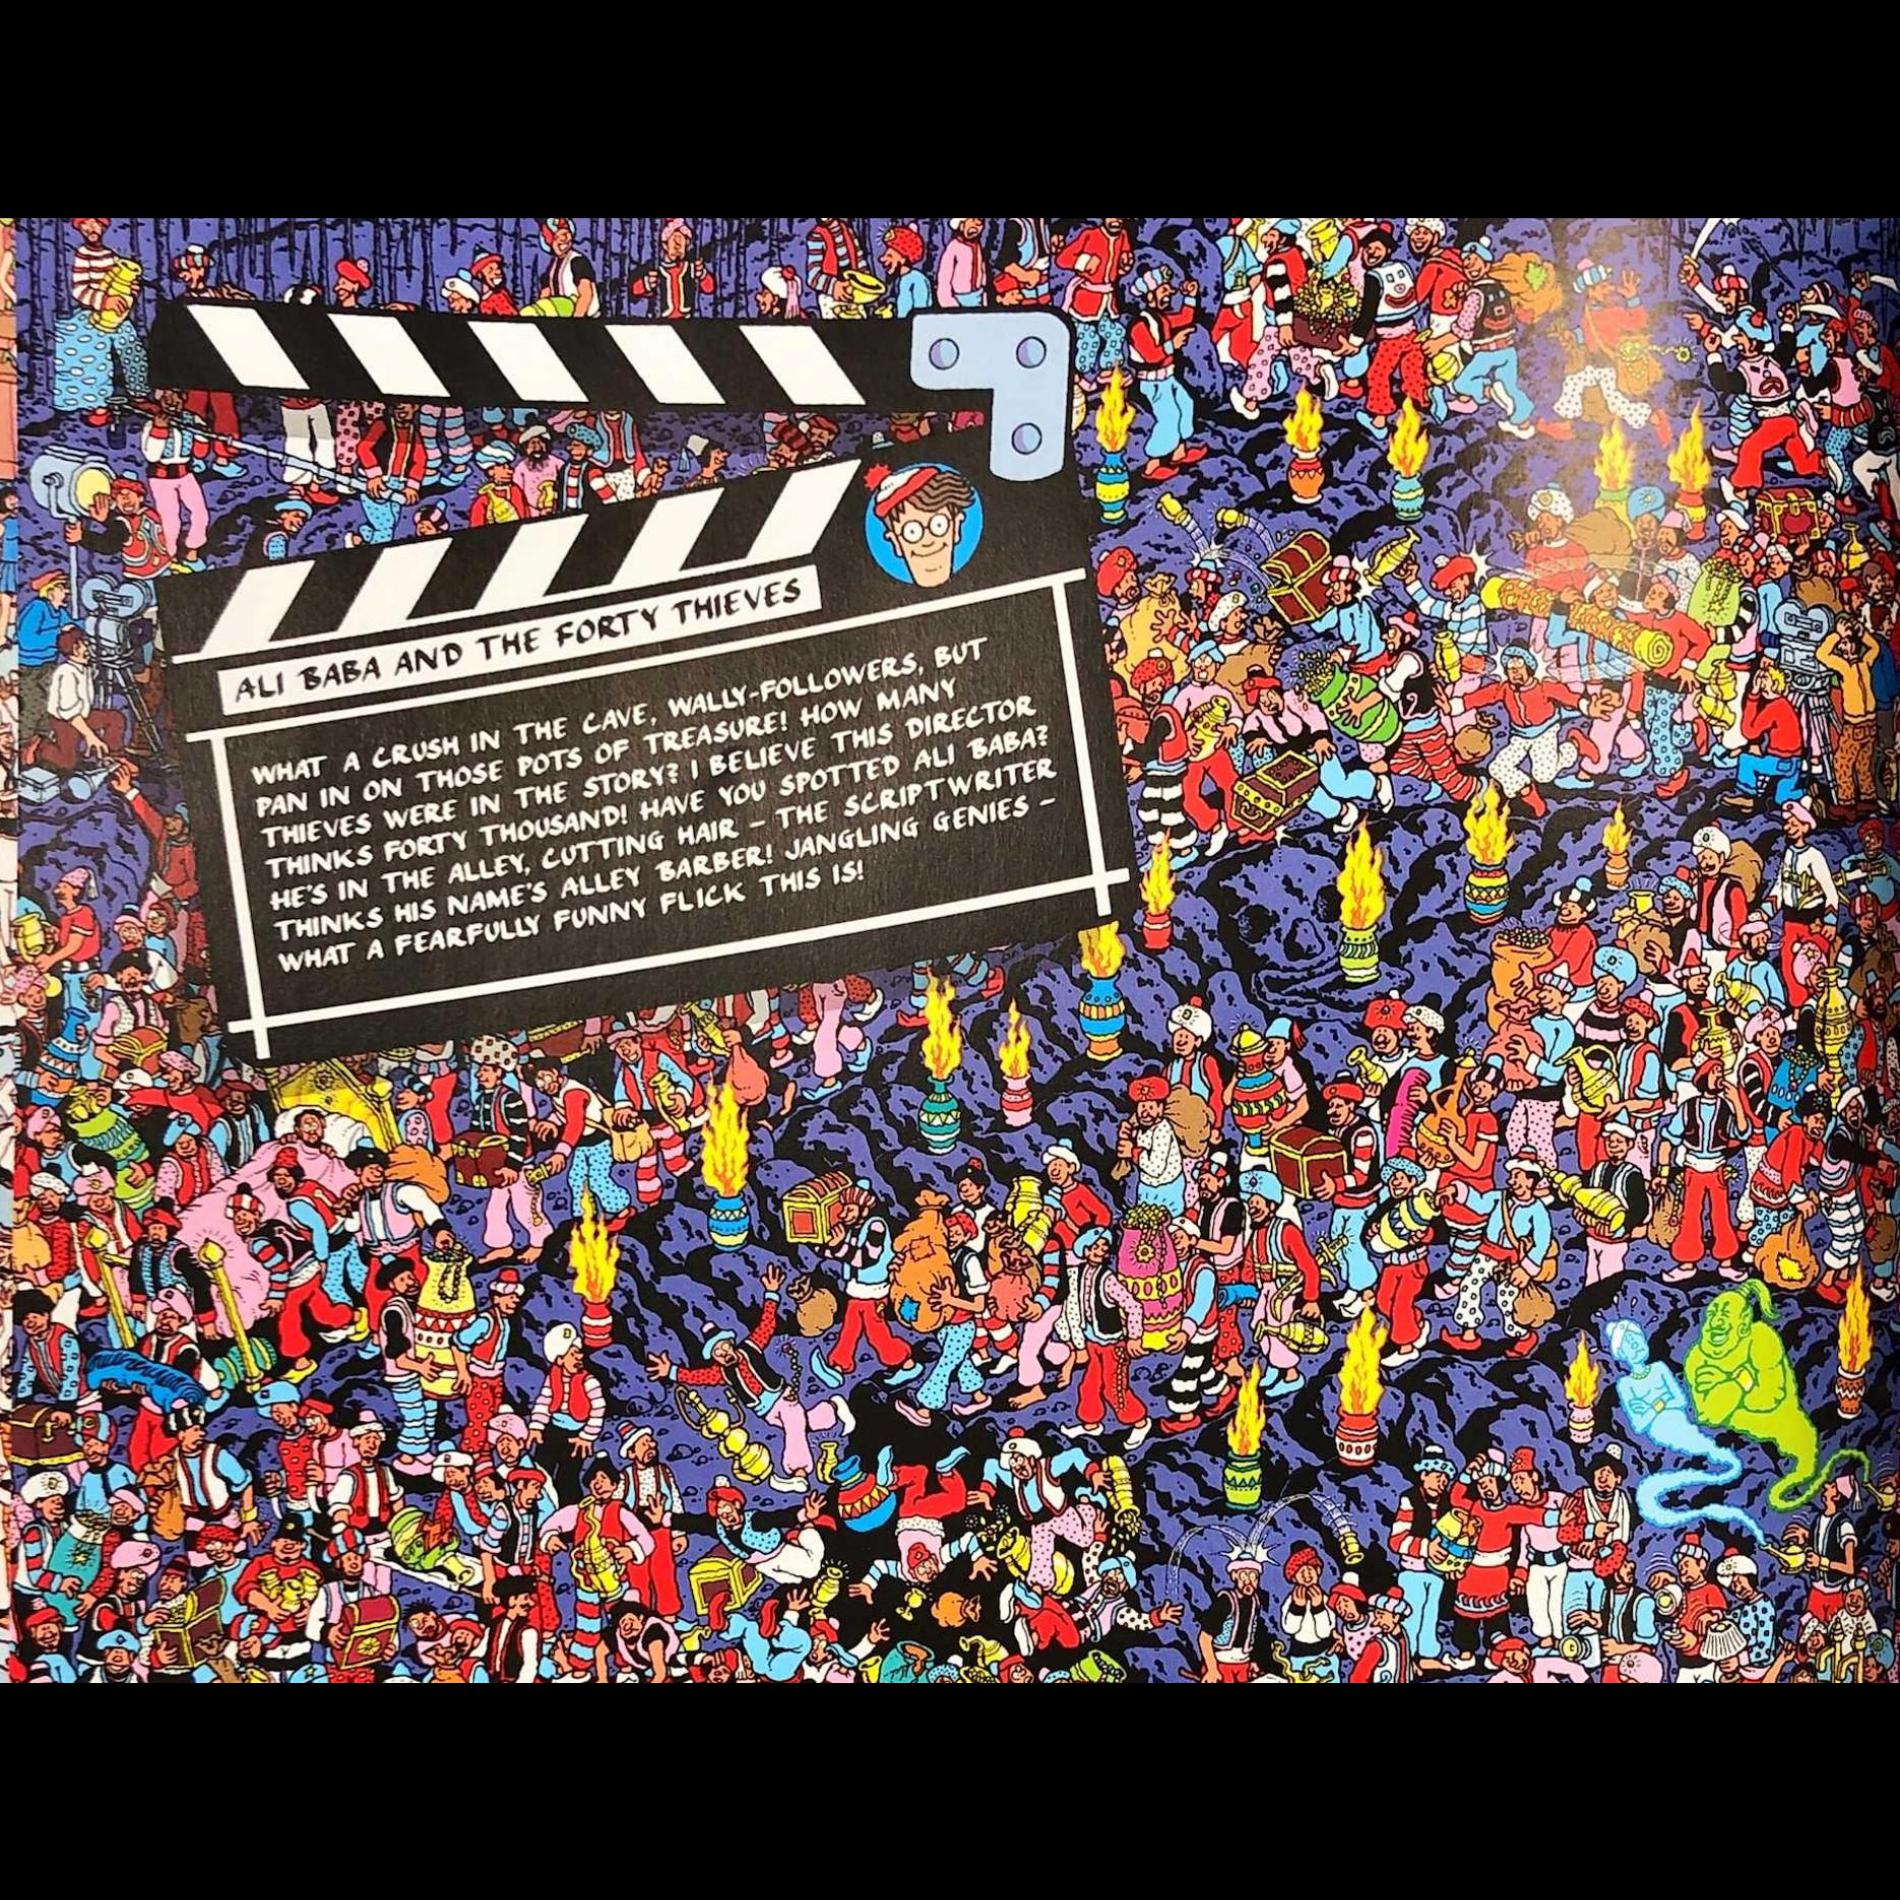 ALI BABA AND THE FORTY THIEVES
WHAT A CRUSH IN THE CAVE, WALLY-FOLLOWERS, BUT
PAN IN ON THOSE POTS OF TREASURE! HOW MANY
THIEVES WERE IN THE STORY? I BELIEVE THIS DIRECTOR
THINKS FORTY THOUSAND! HAVE YOU SPOTTED ALI BABA?
HE'S IN THE ALLEY, CUTTING HAIR – THE SCRIPTWRITER
THINKS HIS NAME'S ALLEY BARBER! JANGLING GENIES –
WHAT A FEARFULLY FUNNY FLICK THIS IS!